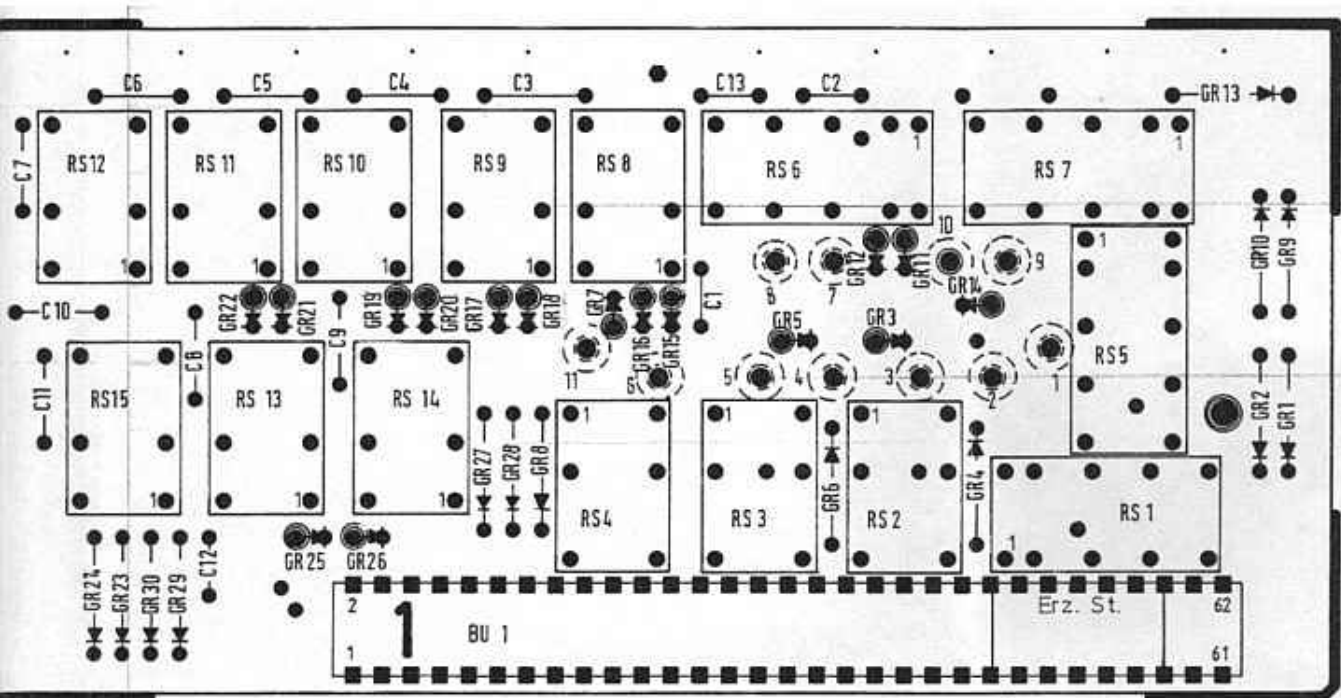 C6 C5 C4 C3 C13 C2 GR13
C7 RS12 RS 11 RS 10 RS 9 RS 8 RS 6 1 RS 7 1
1 1 1 1 1
GR10 GR9
8 7 GR12 GR11 10 9 1
C10 GR22 GR21 C9 GR19 GR20 GR17 GR18 GR7 GR16 GR15 C1 GR14
GR5 GR3 RS5
C11 C8 11 6 5 4 3 2 1
RS15 RS 13 RS 14 GR2 GR1
1 1 1 1
GR27 GR28 GR8 GR6 GR4
1 1 1 RS4 RS 3 RS 2 RS 1 1
GR24 GR23 GR30 GR29 C12 GR25 GR26
2 1 BU 1 Erz. St. 62
1 61